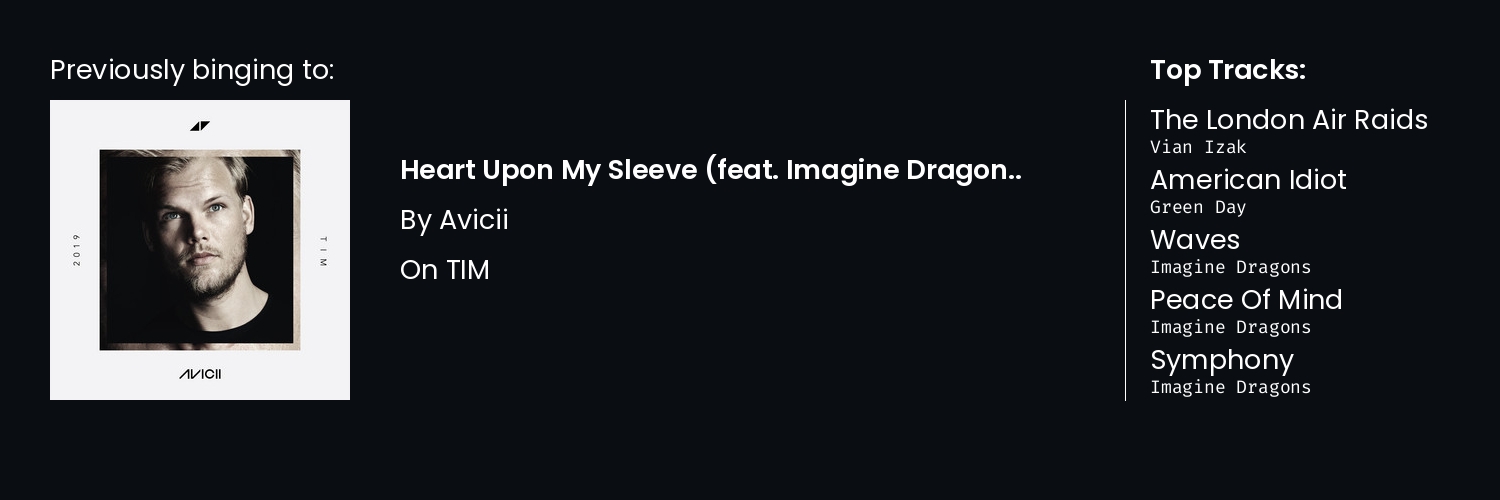 Previously binging to:
2019
TIM
AVICII
Heart Upon My Sleeve (feat. Imagine Dragon..
By Avicii
On TIM
Top Tracks:
The London Air Raids
Vian Izak
American Idiot
Green Day
Waves
Imagine Dragons
Peace Of Mind
Imagine Dragons
Symphony
Imagine Dragons